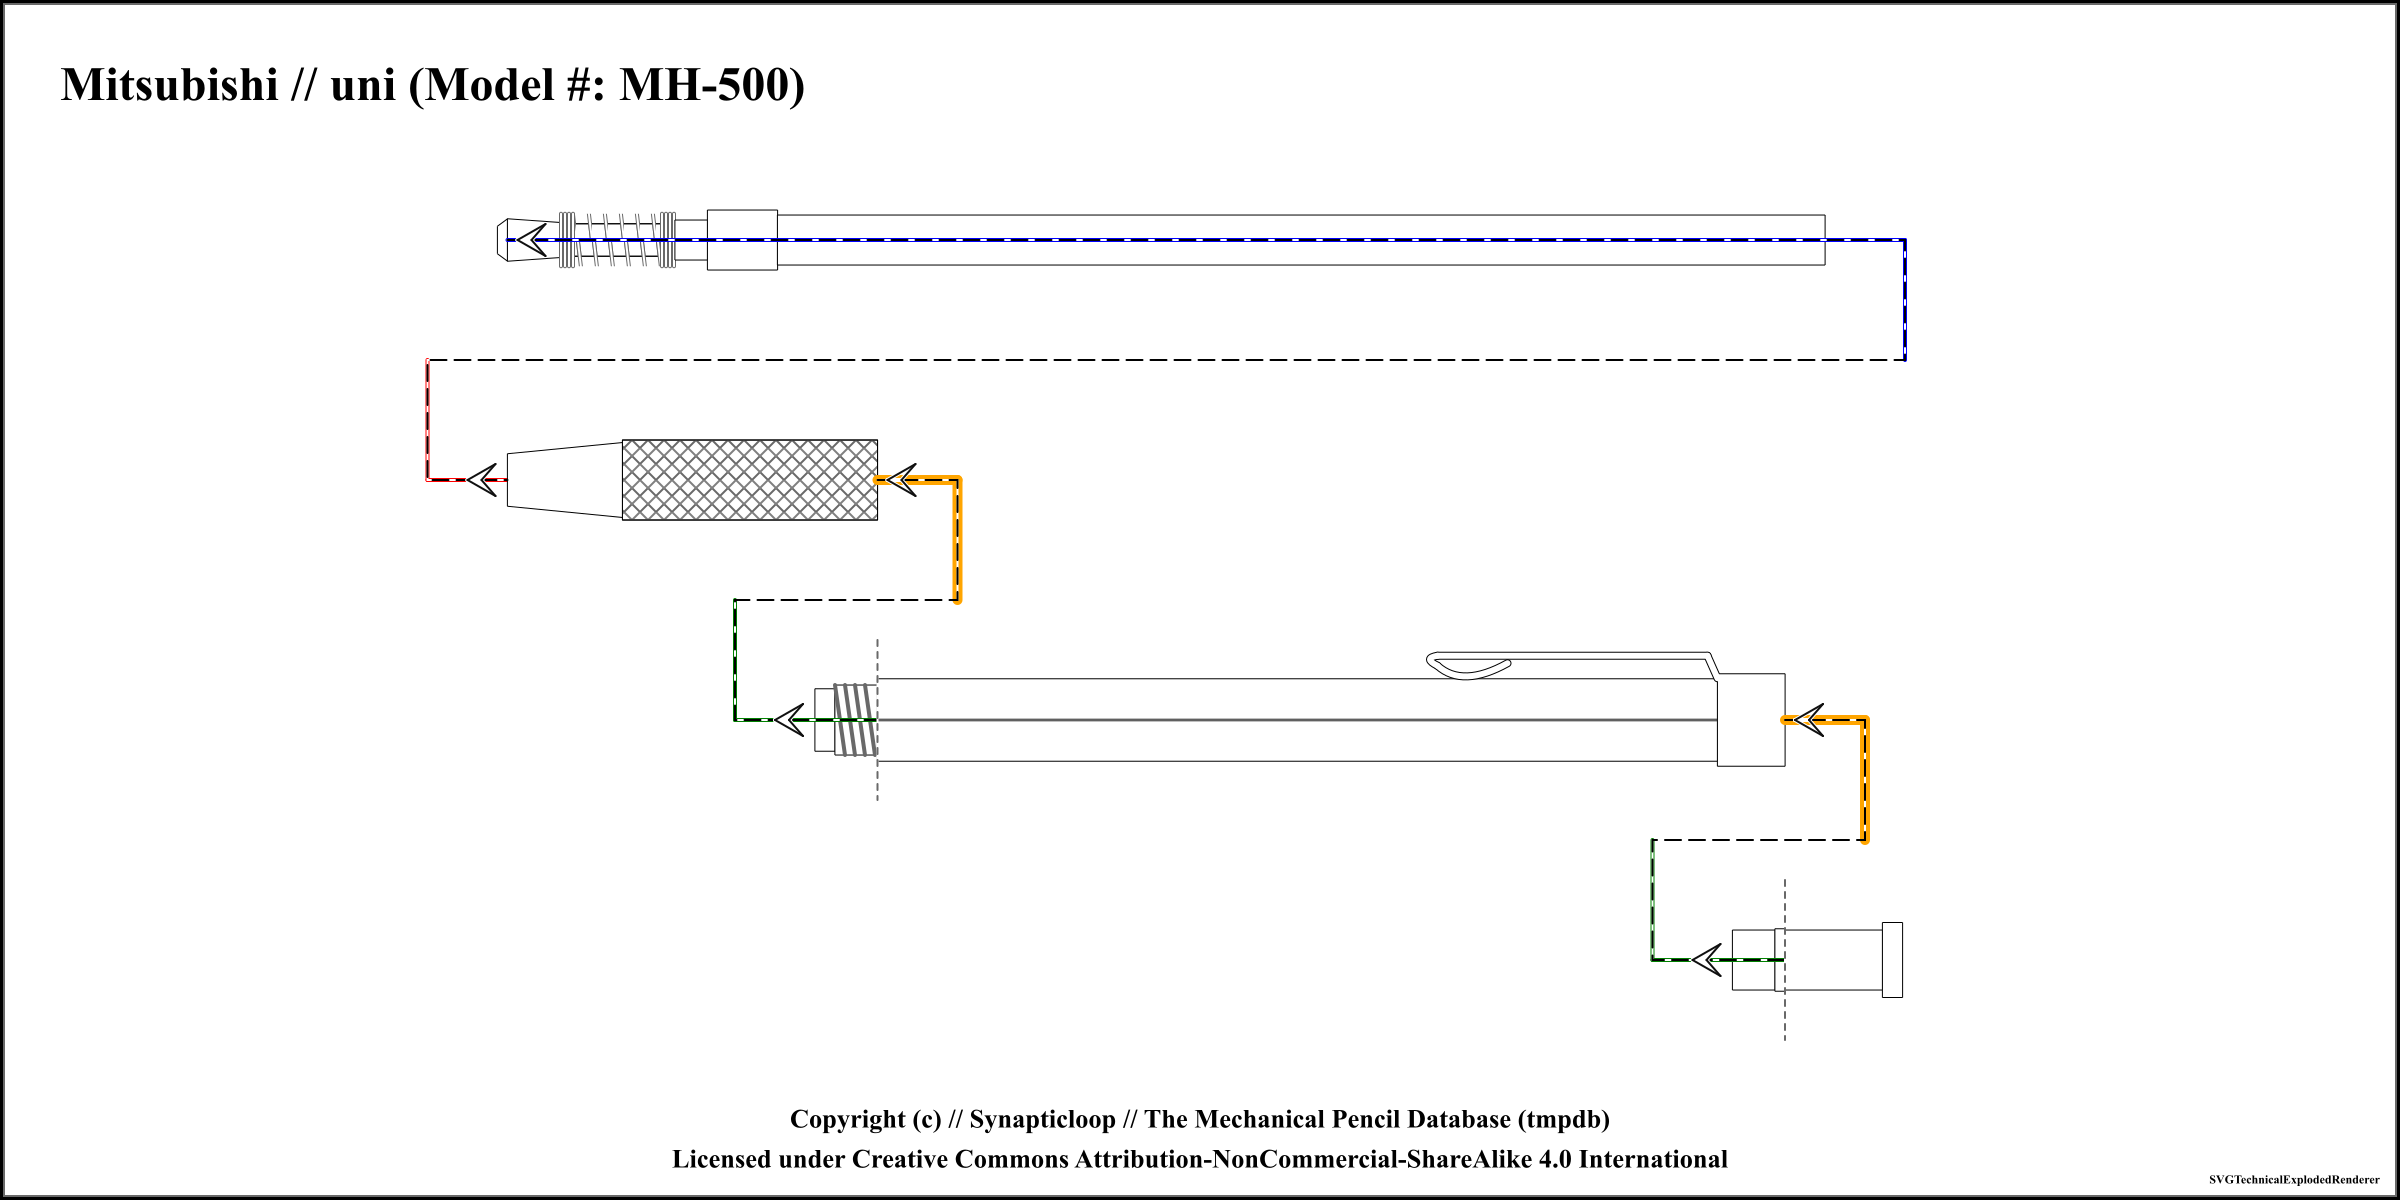 Mitsubishi // uni (Model #: MH-500)
Copyright (c) // Synapticloop // The Mechanical Pencil Database (tmpdb)
Licensed under Creative Commons Attribution-NonCommercial-ShareAlike 4.0 International
SVGTechnicalExplodedRenderer